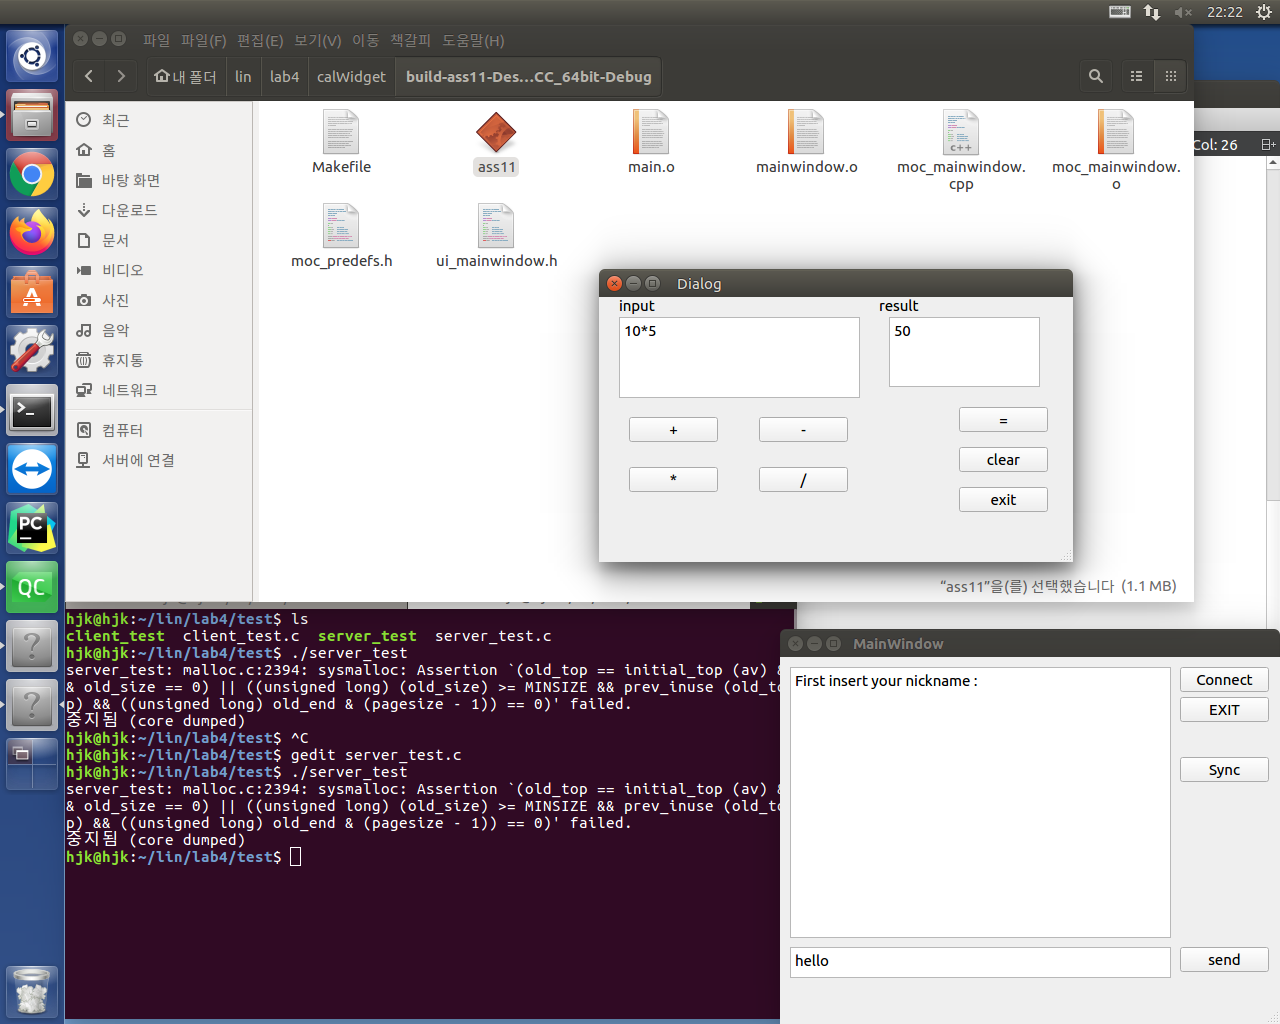 22:22
파일 파일(F) 편집(E) 보기(V) 이동 책갈피 도움말(H)
내 폴더 lin lab4 calWidget build-ass11-Des…CC_64bit-Debug
최근
홈
바탕 화면
다운로드
문서
비디오
사진
음악
휴지통
네트워크
컴퓨터
서버에 연결
Makefile
ass11
main.o
mainwindow.o
moc_mainwindow.
cpp
moc_mainwindow.
o
moc_predefs.h
ui_mainwindow.h
Col: 26
Dialog
input
result
10*5
50
+
-
=
*
/
clear
exit
“ass11”을(를) 선택했습니다 (1.1 MB)
hjk@hjk:~/lin/lab4/test$ ls
client_test client_test.c server_test server_test.c
hjk@hjk:~/lin/lab4/test$ ./server_test
server_test: malloc.c:2394: sysmalloc: Assertion `(old_top == initial_top (av) &
& old_size == 0) || ((unsigned long) (old_size) >= MINSIZE && prev_inuse (old_to
p) && ((unsigned long) old_end & (pagesize - 1)) == 0)' failed.
중지됨 (core dumped)
hjk@hjk:~/lin/lab4/test$ ^C
hjk@hjk:~/lin/lab4/test$ gedit server_test.c
hjk@hjk:~/lin/lab4/test$ ./server_test
server_test: malloc.c:2394: sysmalloc: Assertion `(old_top == initial_top (av) &
& old_size == 0) || ((unsigned long) (old_size) >= MINSIZE && prev_inuse (old_to
p) && ((unsigned long) old_end & (pagesize - 1)) == 0)' failed.
중지됨 (core dumped)
hjk@hjk:~/lin/lab4/test$
MainWindow
First insert your nickname :
Connect
EXIT
Sync
hello
send
PC
QC